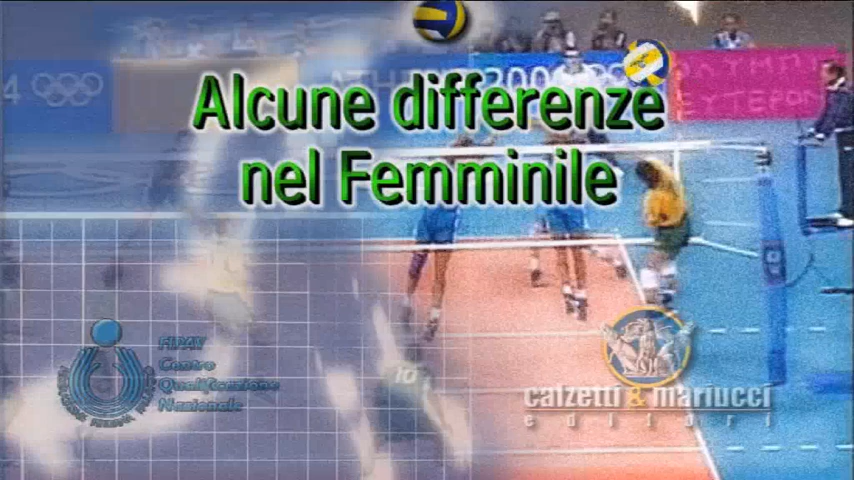 Alcune differenze
nel Femminile
FIPAV
Centro
Qualificazione
Nazionale
calzetti & mariucci
editori